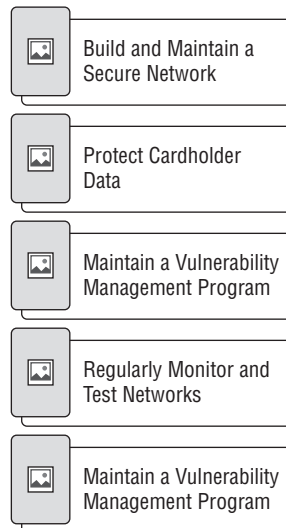 Build and Maintain a
Secure Network
Protect Cardholder
Data
Maintain a Vulnerability
Management Program
Regularly Monitor and
Test Networks
Maintain a Vulnerability
Management Program